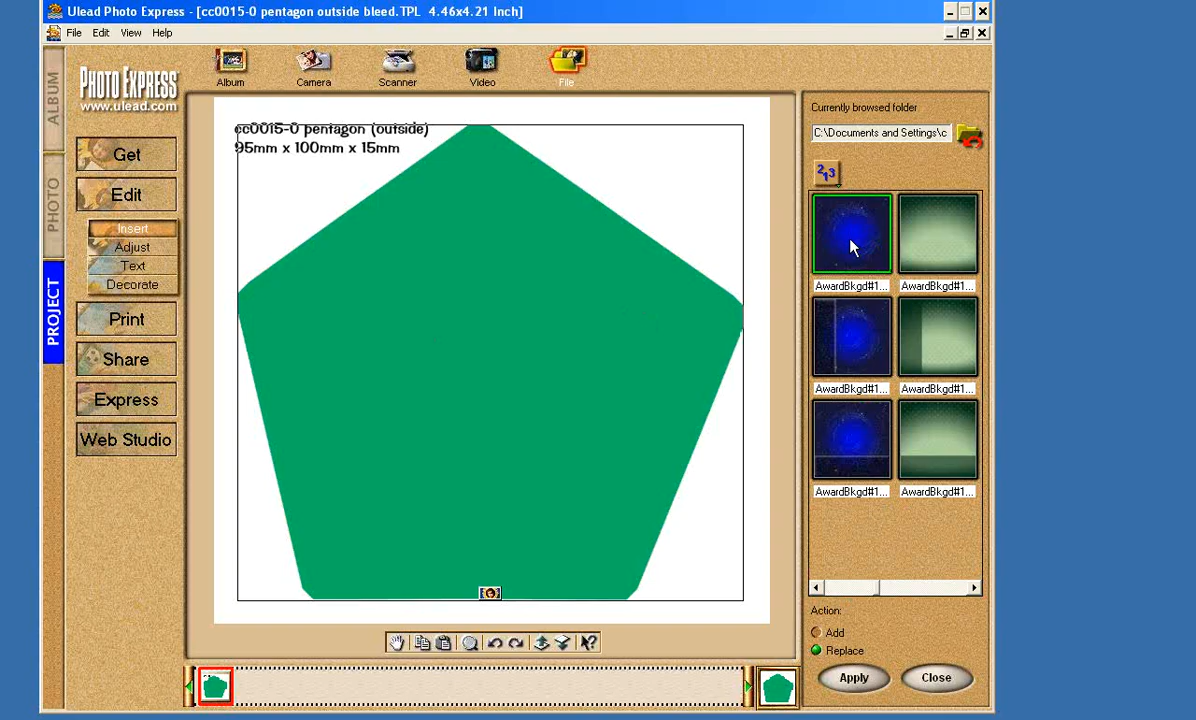 Ulead Photo Express - [cc0015-0 pentagon outside bleed.TPL 4.46x4.21 Inch]
File Edit View Help
ALBUM
PHOTO
PROJECT
PHOTO EXPRESS
www.ulead.com
Album Camera Scanner Video File
Get
Edit
Insert
Adjust
Text
Decorate
Print
Share
Express
Web Studio
cc0015-0 pentagon (outside)
95mm x 100mm x 15mm
Currently browsed folder:
C:\Documents and Settings\c
213
AwardBkgd#1... AwardBkgd#1...
AwardBkgd#1... AwardBkgd#1...
AwardBkgd#1... AwardBkgd#1...
Action:
Add
Replace
Apply Close